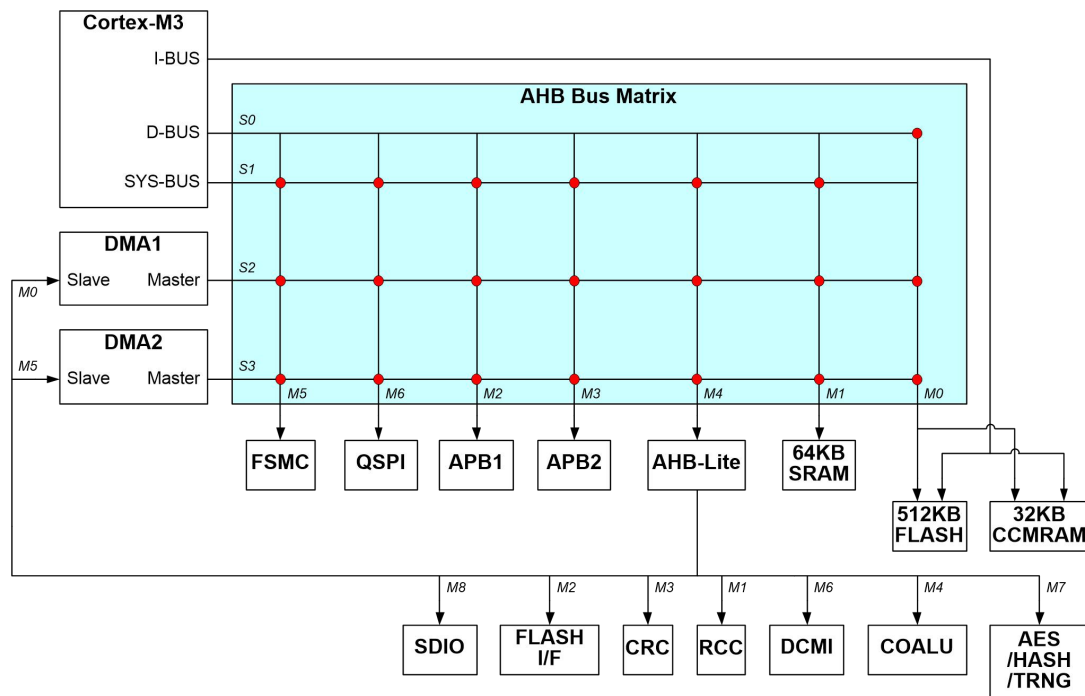 Cortex-M3
I-BUS
AHB Bus Matrix
D-BUS
S0
SYS-BUS
S1
DMA1
Slave
Master
S2
M0
DMA2
M5
Slave
Master
S3
M5
M6
M2
M3
M4
M1
M0
FSMC
QSPI
APB1
APB2
AHB-Lite
64KB
SRAM
512KB
FLASH
32KB
CCMRAM
M8
M2
M3
M1
M6
M4
M7
SDIO
FLASH
I/F
CRC
RCC
DCMI
COALU
AES
/HASH
/TRNG